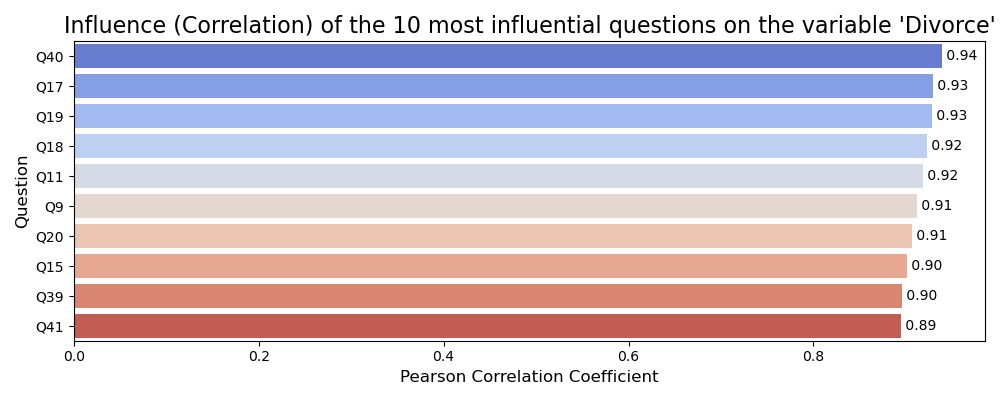 Influence (Correlation) of the 10 most influential questions on the variable 'Divorce'
Q40 0.94
Q17 0.93
Q19 0.93
Q18 0.92
Q11 0.92
Q9 0.91
Q20 0.91
Q15 0.90
Q39 0.90
Q41 0.89
Question
0.0 0.2 0.4 0.6 0.8
Pearson Correlation Coefficient